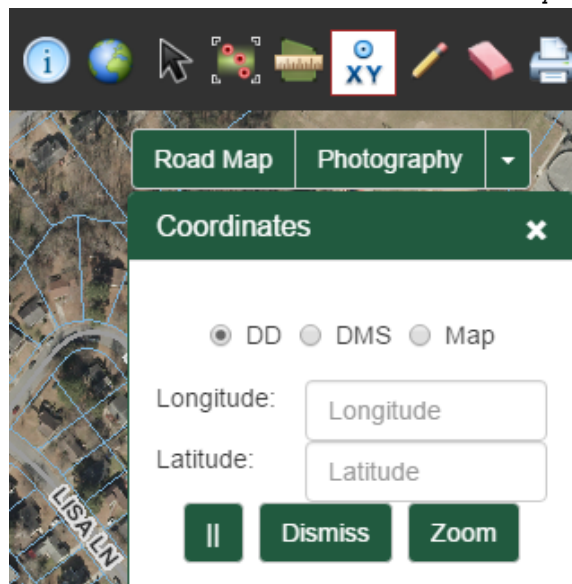 i
XY
Road Map Photography
Coordinates ×
DD DMS Map
Longitude: Longitude
Latitude: Latitude
|| Dismiss Zoom
LISA LN